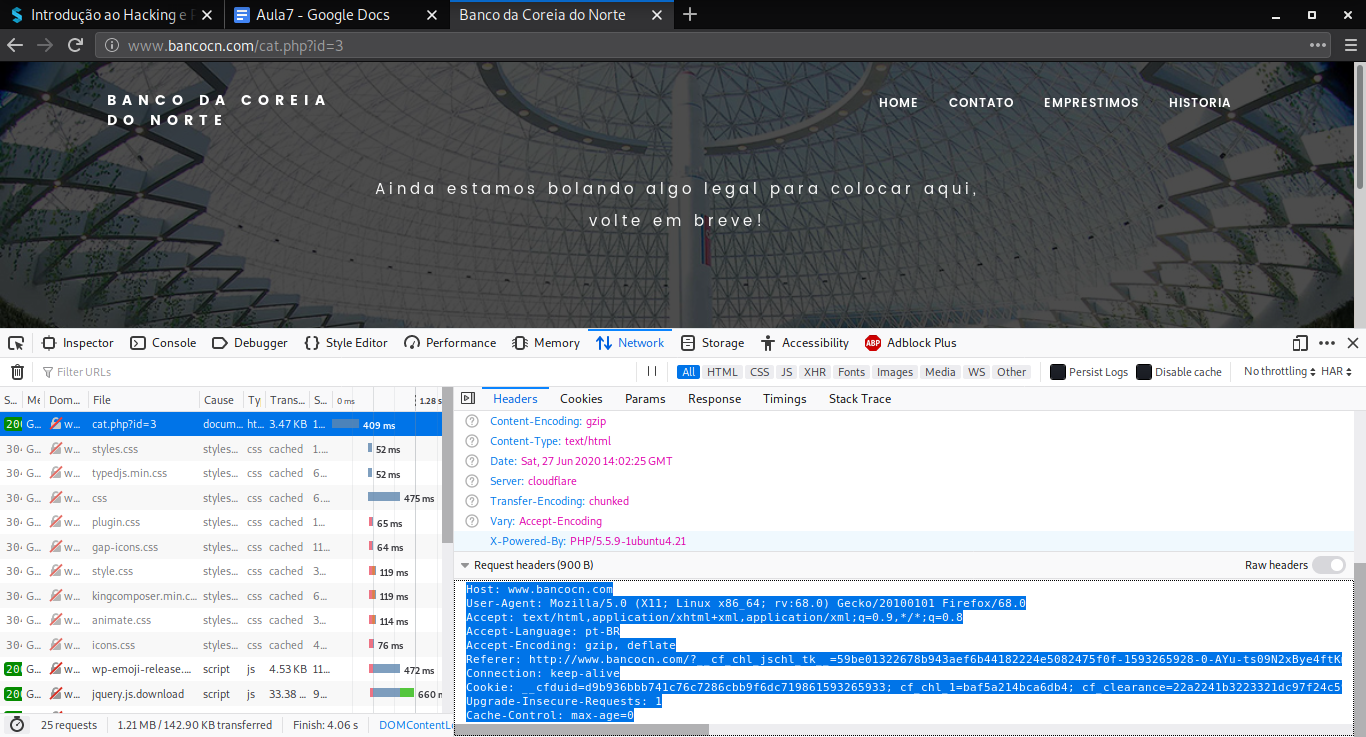 Introdução ao Hacking e
Aula7 - Google Docs
Banco da Coreia do Norte
www.bancocn.com/cat.php?id=3
BANCO DA COREIA
DO NORTE
HOME CONTATO EMPRESTIMOS HISTORIA
Ainda estamos bolando algo legal para colocar aqui,
volte em breve!
Inspector Console Debugger Style Editor Performance Memory Network Storage Accessibility Adblock Plus
Filter URLs
All HTML CSS JS XHR Fonts Images Media WS Other Persist Logs Disable cache No throttling HAR
S... Me Dom... File Cause Ty Trans... S... 0 ms 1.28 s
200 G... w... cat.php?id=3 docum... ht... 3.47 KB 1... 409 ms
304 G... w... styles.css styles... css cached 1.... 52 ms
304 G... w... typedjs.min.css styles... css cached 6... 52 ms
304 G... w... css styles... css cached 6... 475 ms
304 G... w... plugin.css styles... css cached 1... 65 ms
304 G... w... gap-icons.css styles... css cached 11... 64 ms
304 G... w... style.css styles... css cached 3... 119 ms
304 G... w... kingcomposer.min.c... styles... css cached 6... 119 ms
304 G... w... animate.css styles... css cached 3... 114 ms
304 G... w... icons.css styles... css cached 4... 76 ms
200 G... w... wp-emoji-release.... script js 4.53 KB 11... 472 ms
200 G... w... jquery.js.download script js 33.38 ... 9... 660 m
25 requests 1.21 MB / 142.90 KB transferred Finish: 4.06 s DOMContentLe
Headers Cookies Params Response Timings Stack Trace
Content-Encoding: gzip
Content-Type: text/html
Date: Sat, 27 Jun 2020 14:02:25 GMT
Server: cloudflare
Transfer-Encoding: chunked
Vary: Accept-Encoding
X-Powered-By: PHP/5.5.9-1ubuntu4.21
Request headers (900 B) Raw headers
Host: www.bancocn.com
User-Agent: Mozilla/5.0 (X11; Linux x86_64; rv:68.0) Gecko/20100101 Firefox/68.0
Accept: text/html,application/xhtml+xml,application/xml;q=0.9,*/*;q=0.8
Accept-Language: pt-BR
Accept-Encoding: gzip, deflate
Referer: http://www.bancocn.com/?__cf_chl_jschl_tk__=59be01322678b943aef6b44182224e5082475f0f-1593265928-0-AYu-ts09N2xBye4ftK
Connection: keep-alive
Cookie: __cfduid=d9b936bbb741c76c7286cbb9f6dc719861593265933; cf_chl_1=baf5a214bca6db4; cf_clearance=22a2241b3223321dc97f24c5
Upgrade-Insecure-Requests: 1
Cache-Control: max-age=0